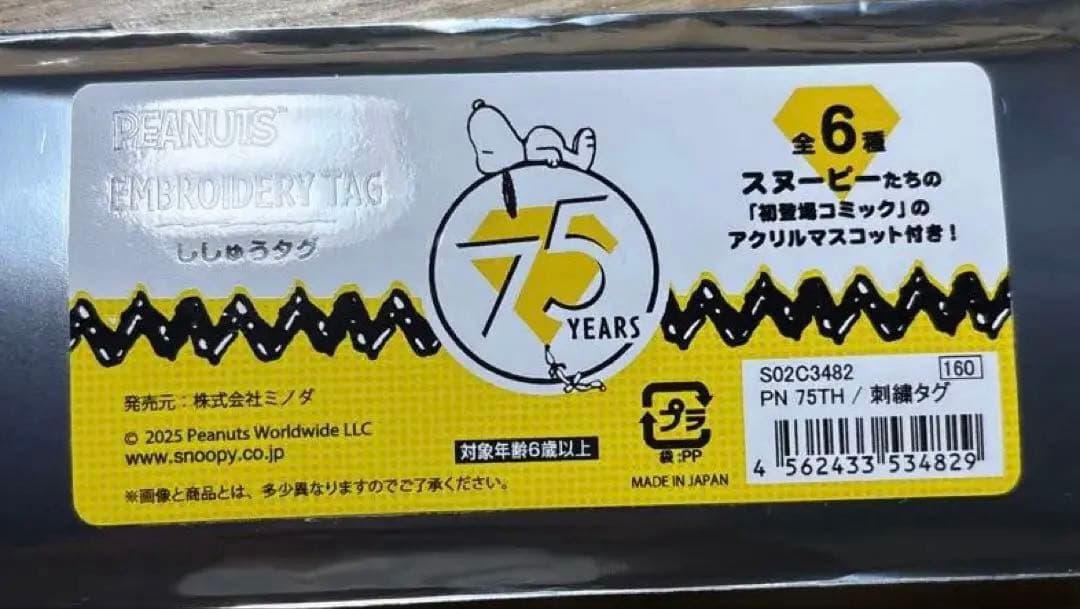 PEANUTS™
EMBROIDERY TAG
ししゅうタグ
75
YEARS
全6種
スヌーピーたちの
「初登場コミック」の
アクリルマスコット付き！
発売元：株式会社ミノダ
© 2025 Peanuts Worldwide LLC
www.snoopy.co.jp
※画像と商品とは、多少異なりますのでご了承ください。
対象年齢6歳以上
プラ
袋:PP
MADE IN JAPAN
S02C3482 160
PN 75TH / 刺繍タグ
4 562433 534829